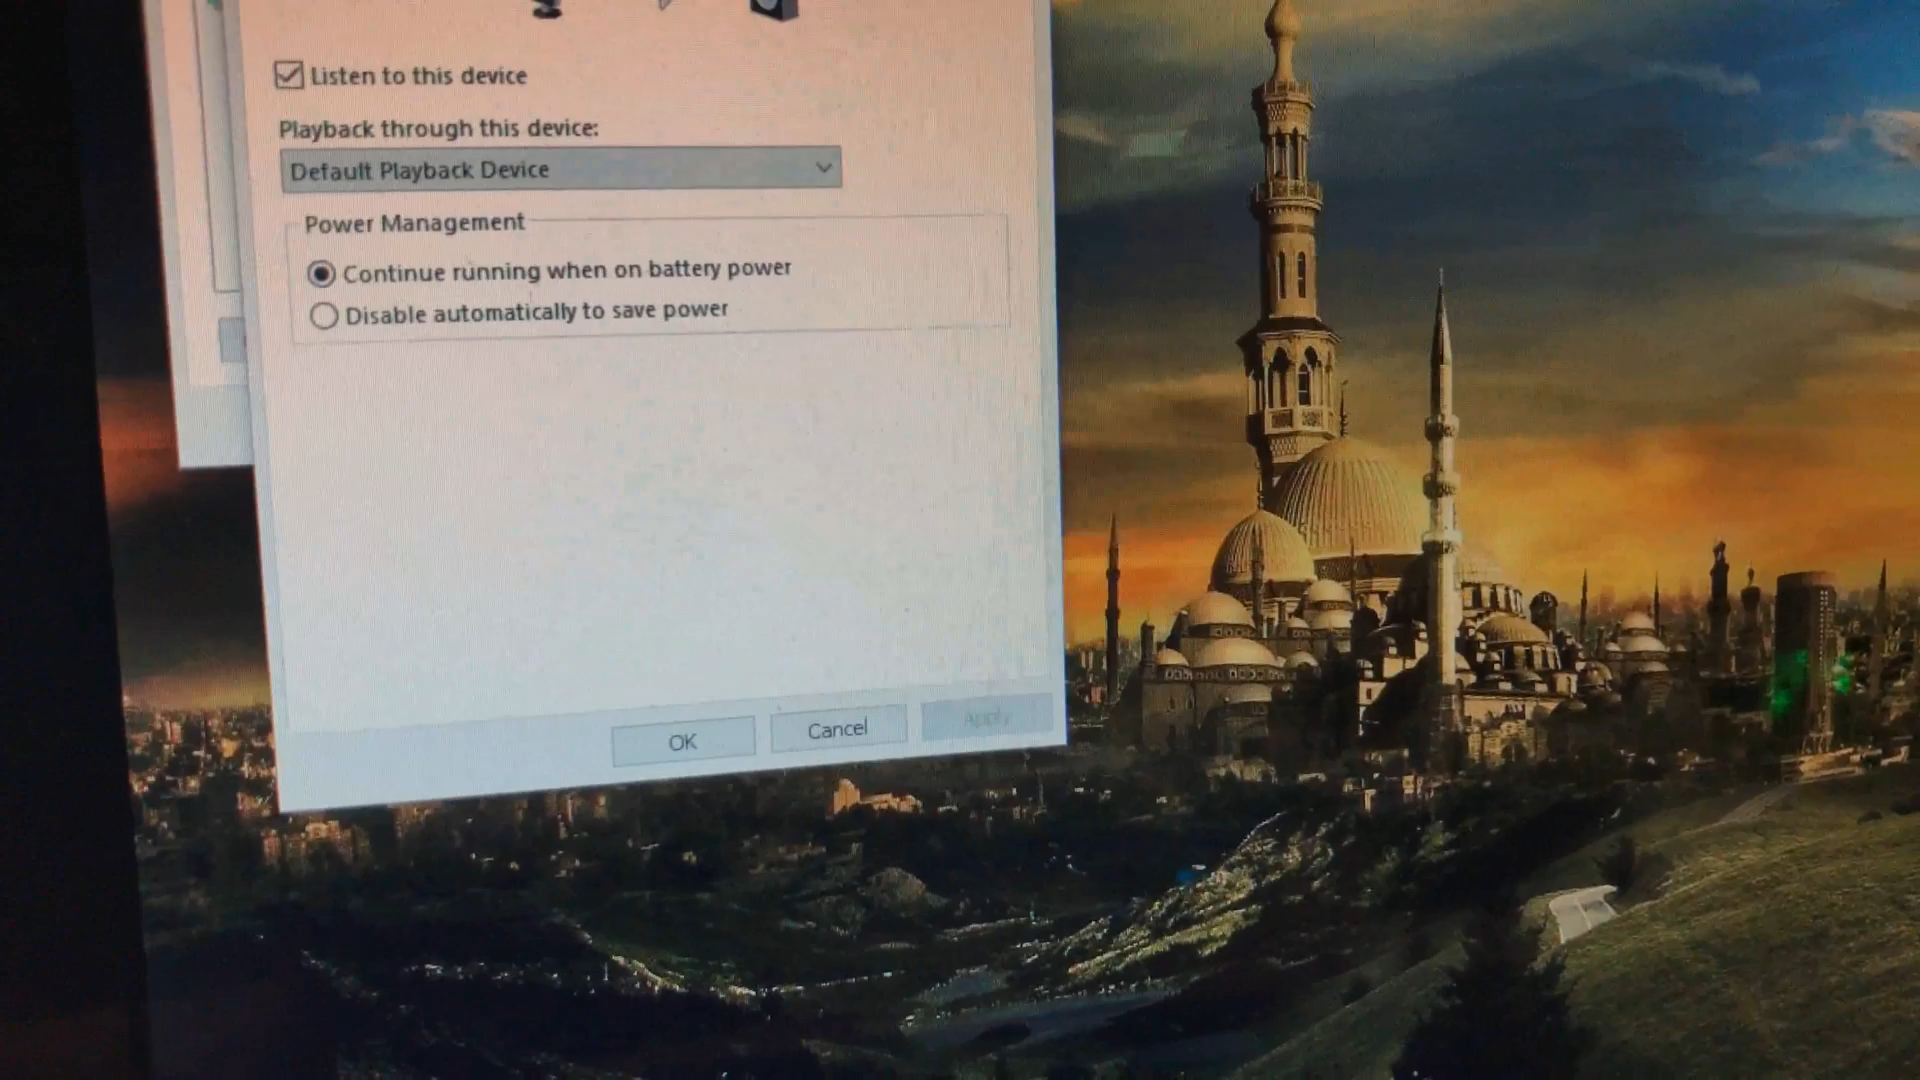 Listen to this device
Playback through this device:
Default Playback Device
Power Management
Continue running when on battery power
Disable automatically to save power
OK
Cancel
Apply